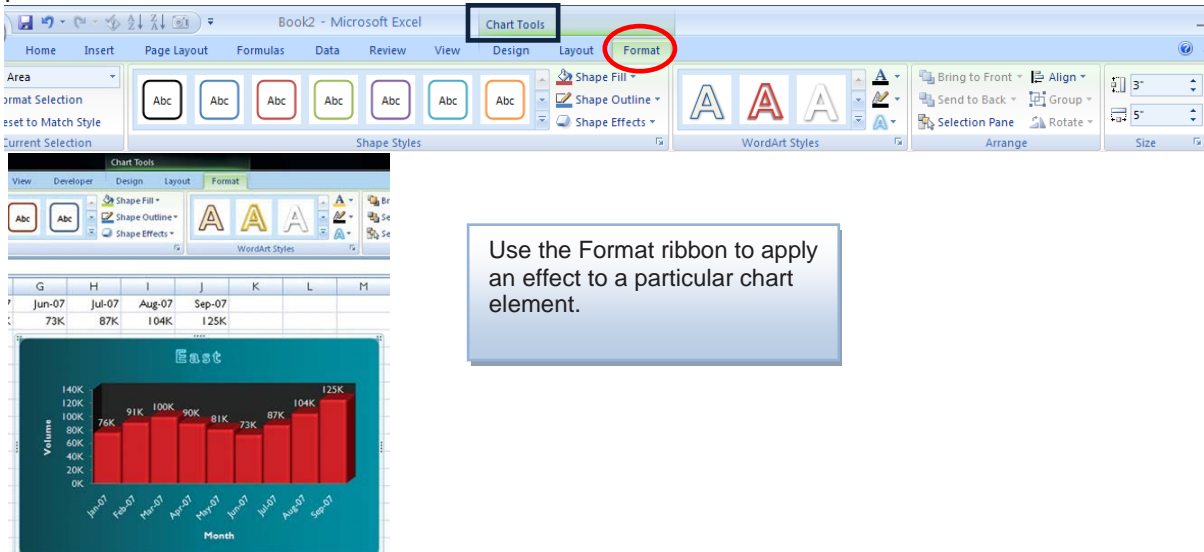 Book2 - Microsoft Excel
Chart Tools
Home Insert Page Layout Formulas Data Review View Design Layout Format
Area
ormat Selection
eset to Match Style
Current Selection
Abc Abc Abc Abc Abc Abc Abc
Shape Fill
Shape Outline
Shape Effects
Shape Styles
A A A
A
A
WordArt Styles
Bring to Front
Send to Back
Selection Pane
Align
Group
Rotate
Arrange
3"
5"
Size
Chart Tools
View Developer Design Layout Format
Abc Abc
Shape Fill
Shape Outline
Shape Effects
A A A
A
A
WordArt Styles
Br
Se
Se
G H I J K L M
Jun-07 Jul-07 Aug-07 Sep-07
73K 87K 104K 125K
East
140K
120K
100K
80K
60K
40K
20K
0K
Volume
76K 91K 100K 90K 81K 73K 87K 104K 125K
Jan-07 Feb-07 Mar-07 Apr-07 May-07 Jun-07 Jul-07 Aug-07 Sep-07
Month
Use the Format ribbon to apply
an effect to a particular chart
element.